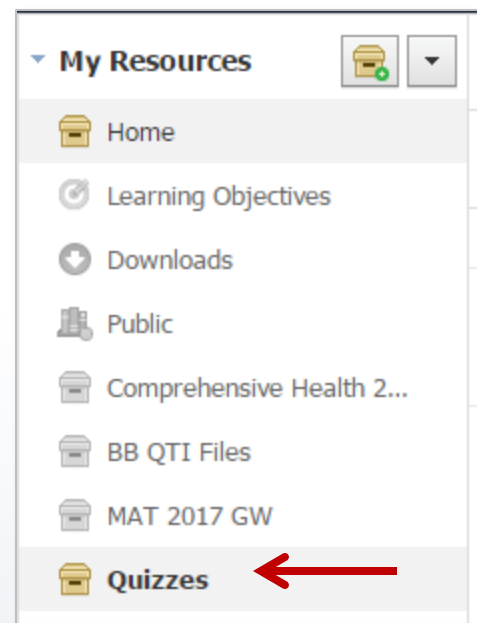 My Resources
Home
Learning Objectives
Downloads
Public
Comprehensive Health 2...
BB QTI Files
MAT 2017 GW
Quizzes